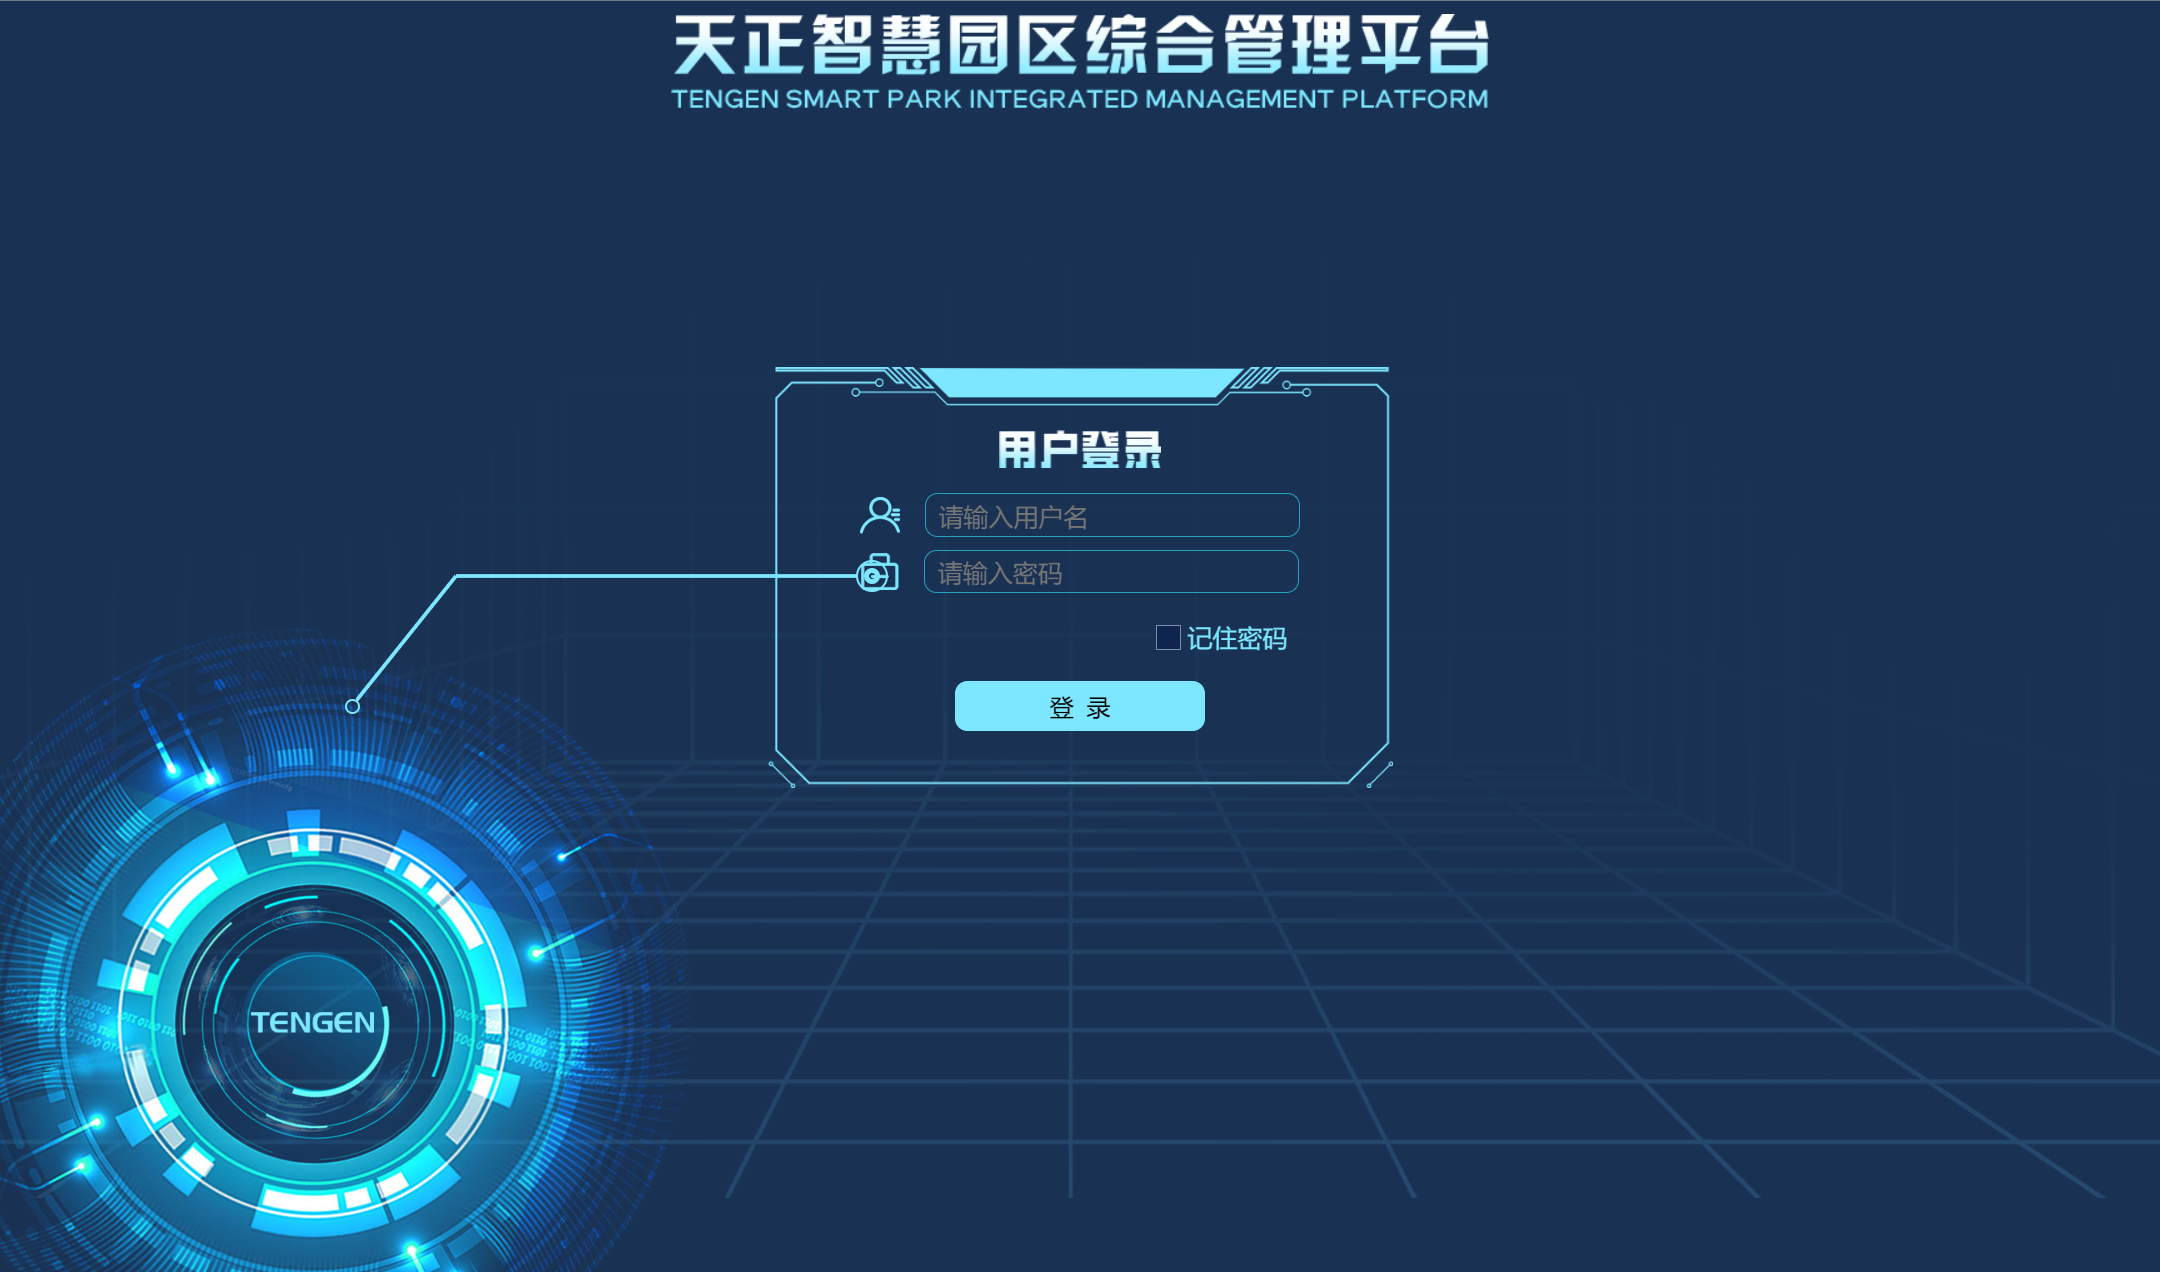 天正智慧园区综合管理平台
TENGEN SMART PARK INTEGRATED MANAGEMENT PLATFORM
用户登录
请输入用户名
请输入密码
记住密码
登 录
TENGEN